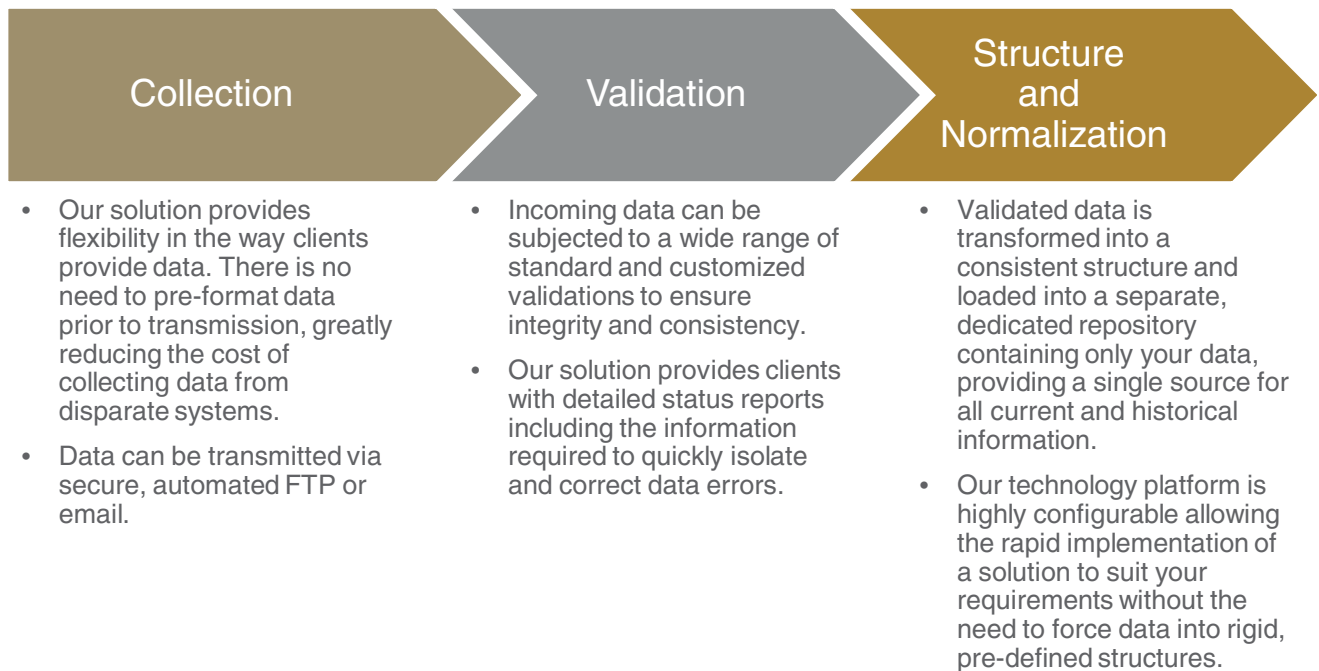 Collection
Validation
Structure
and
Normalization
• Our solution provides
flexibility in the way clients
provide data. There is no
need to pre-format data
prior to transmission, greatly
reducing the cost of
collecting data from
disparate systems.
• Data can be transmitted via
secure, automated FTP or
email.
• Incoming data can be
subjected to a wide range of
standard and customized
validations to ensure
integrity and consistency.
• Our solution provides clients
with detailed status reports
including the information
required to quickly isolate
and correct data errors.
• Validated data is
transformed into a
consistent structure and
loaded into a separate,
dedicated repository
containing only your data,
providing a single source for
all current and historical
information.
• Our technology platform is
highly configurable allowing
the rapid implementation of
a solution to suit your
requirements without the
need to force data into rigid,
pre-defined structures.